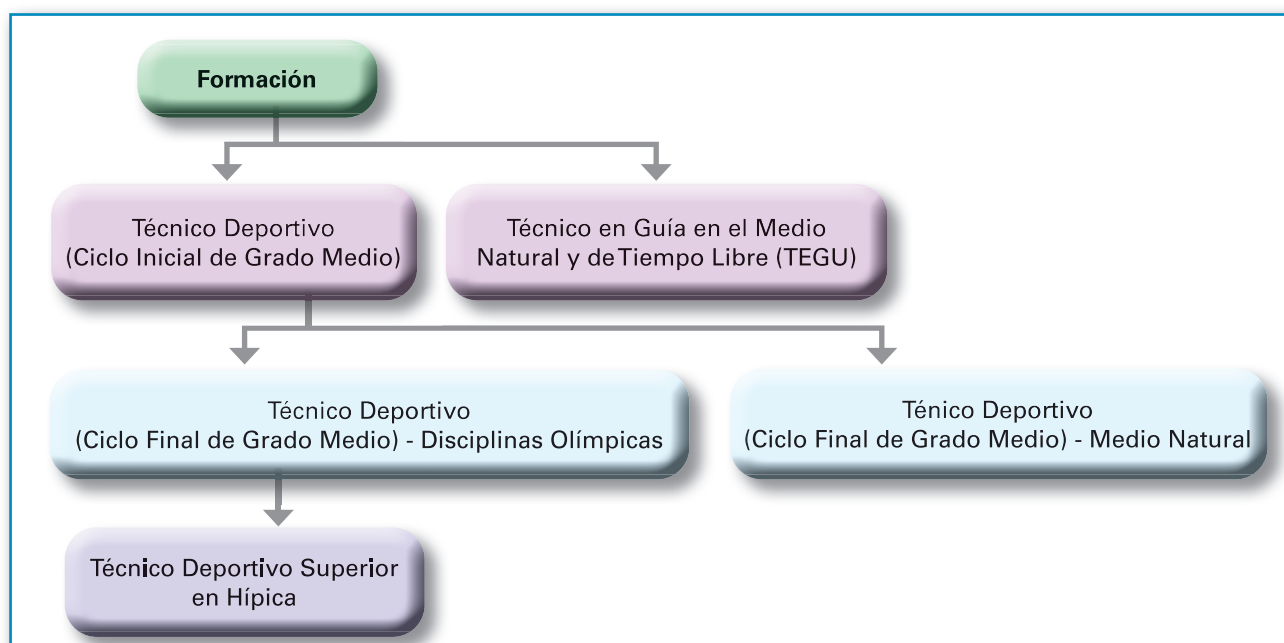 Formación
Técnico Deportivo
(Ciclo Inicial de Grado Medio)
Técnico en Guía en el Medio
Natural y de Tiempo Libre (TEGU)
Técnico Deportivo
(Ciclo Final de Grado Medio) - Disciplinas Olímpicas
Ténico Deportivo
(Ciclo Final de Grado Medio) - Medio Natural
Técnico Deportivo Superior
en Hípica